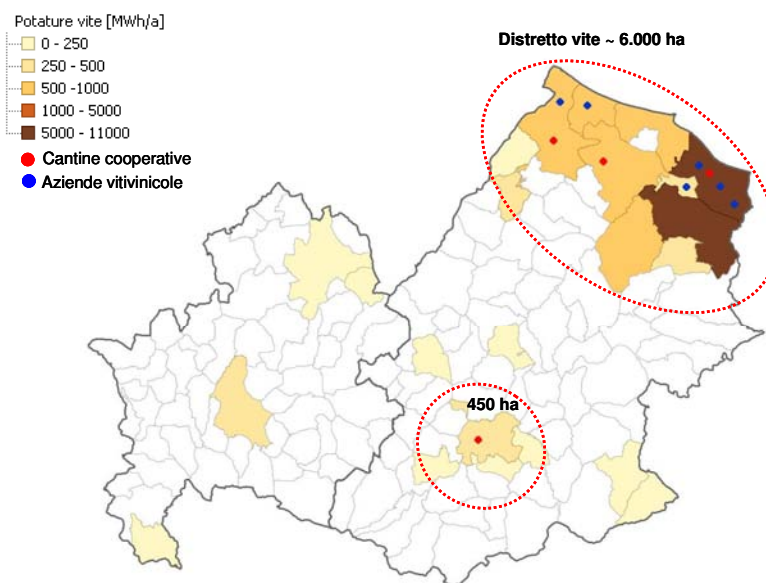 Potature vite [MWh/a]
0 - 250
250 - 500
500 -1000
1000 - 5000
5000 - 11000
Cantine cooperative
Aziende vitivinicole
Distretto vite ~ 6.000 ha
450 ha